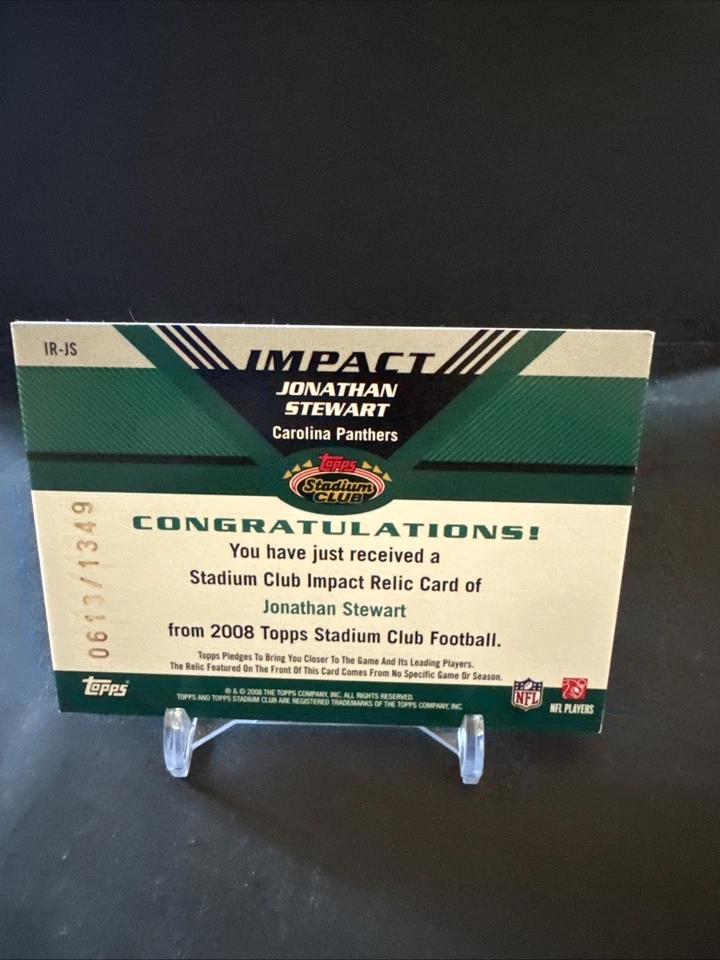 IR-JS
IMPACT
JONATHAN
STEWART
Carolina Panthers
Topps
Stadium
CLUB
0613/1349
CONGRATULATIONS!
You have just received a
Stadium Club Impact Relic Card of
Jonathan Stewart
from 2008 Topps Stadium Club Football.
Topps Pledges To Bring You Closer To The Game And Its Leading Players.
The Relic Featured On The Front Of This Card Comes From No Specific Game Or Season.
Topps
® & © 2008 THE TOPPS COMPANY, INC. ALL RIGHTS RESERVED.
TOPPS AND TOPPS STADIUM CLUB ARE REGISTERED TRADEMARKS OF THE TOPPS COMPANY, INC.
NFL
NFL PLAYERS